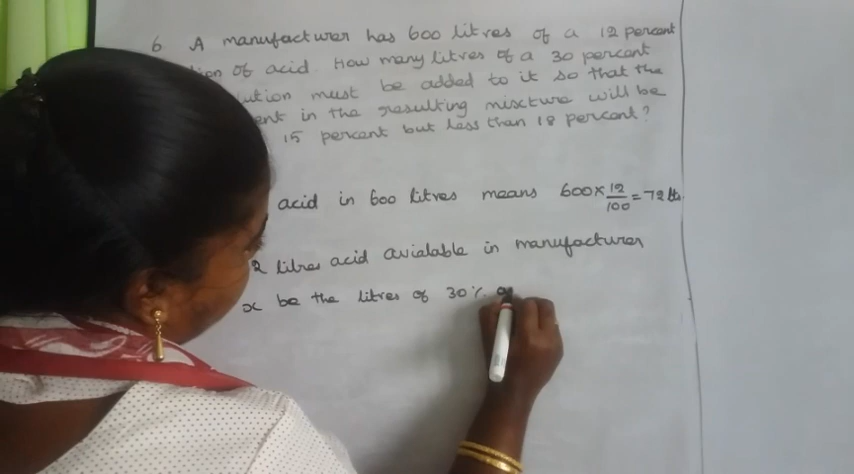 6 A manufacturer has 600 litres of a 12 percent
of acid. How many litres of a 30 percent
must be added to it so that the
in the resulting mixture will be
15 percent but less than 18 percent?
acid in 600 litres means 600 × 12/100 = 72 lts.
litres acid avialable in manufacturer
x be the litres of 30%